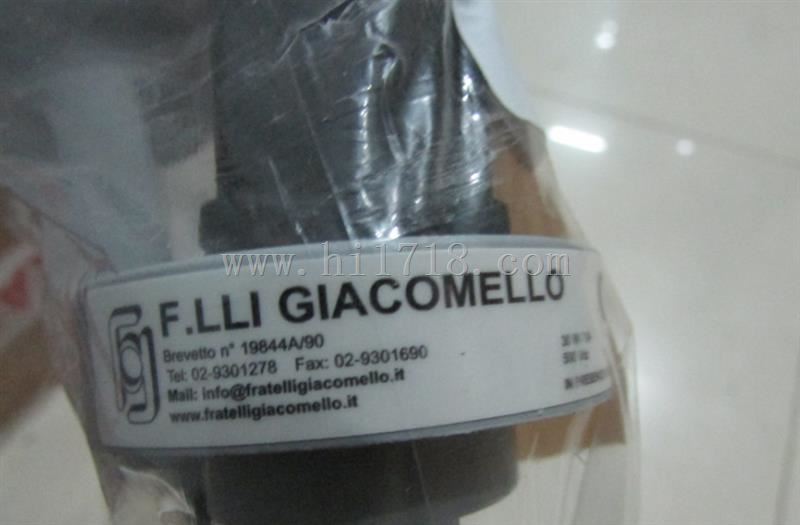 www.hi1718.com
F.LLI GIACOMELLO
Brevetto n° 19844A/90
Tel: 02-9301278 Fax: 02-9301690
Mail: info@fratelligiacomello.it
www.fratelligiacomello.it